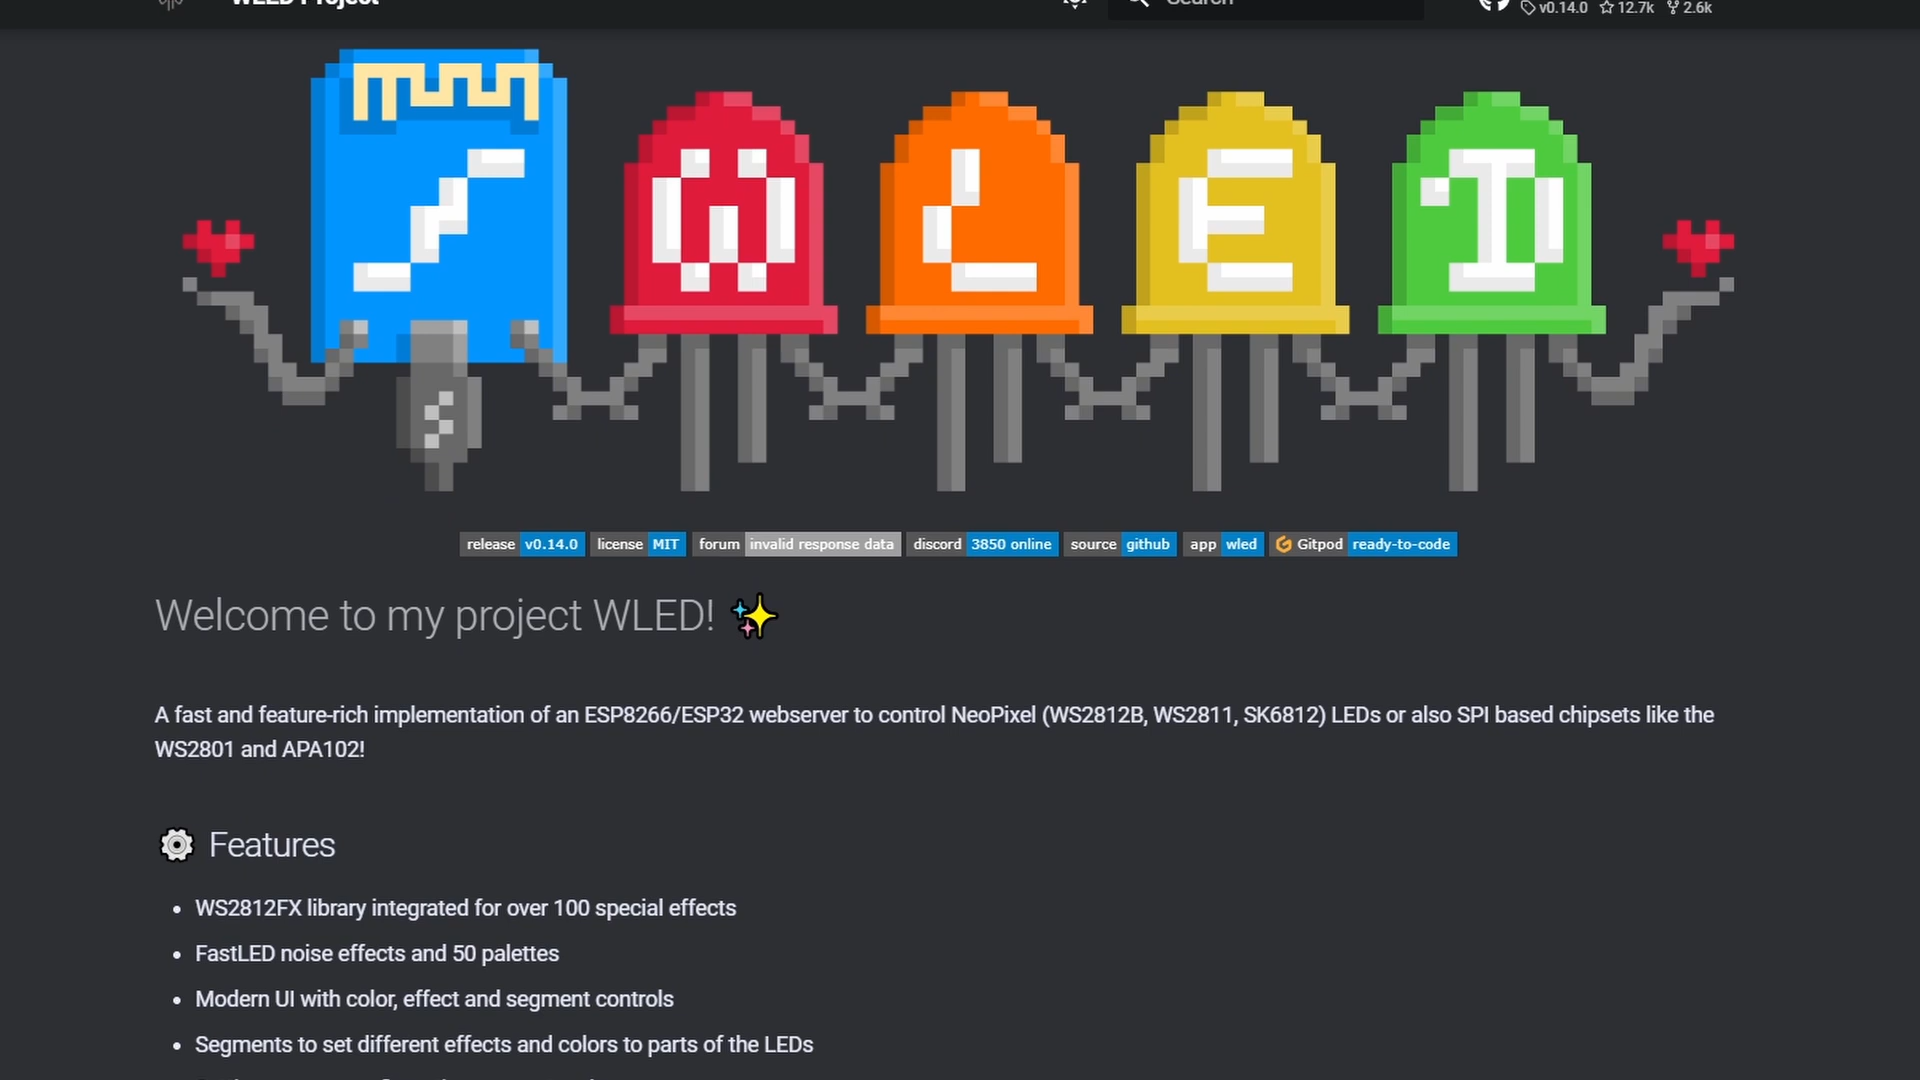 WLED Project
Search
v0.14.0 12.7k 2.6k
WLED
release v0.14.0 license MIT forum invalid response data discord 3850 online source github app wled Gitpod ready-to-code
Welcome to my project WLED! ✨
A fast and feature-rich implementation of an ESP8266/ESP32 webserver to control NeoPixel (WS2812B, WS2811, SK6812) LEDs or also SPI based chipsets like the
WS2801 and APA102!
Features
• WS2812FX library integrated for over 100 special effects
• FastLED noise effects and 50 palettes
• Modern UI with color, effect and segment controls
• Segments to set different effects and colors to parts of the LEDs